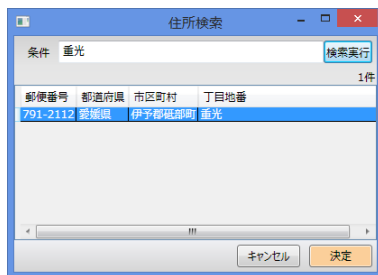 住所検索
条件 重光 検索実行
1件
郵便番号 都道府県 市区町村 丁目地番
791-2112 愛媛県 伊予郡砥部町 重光
キャンセル 決定